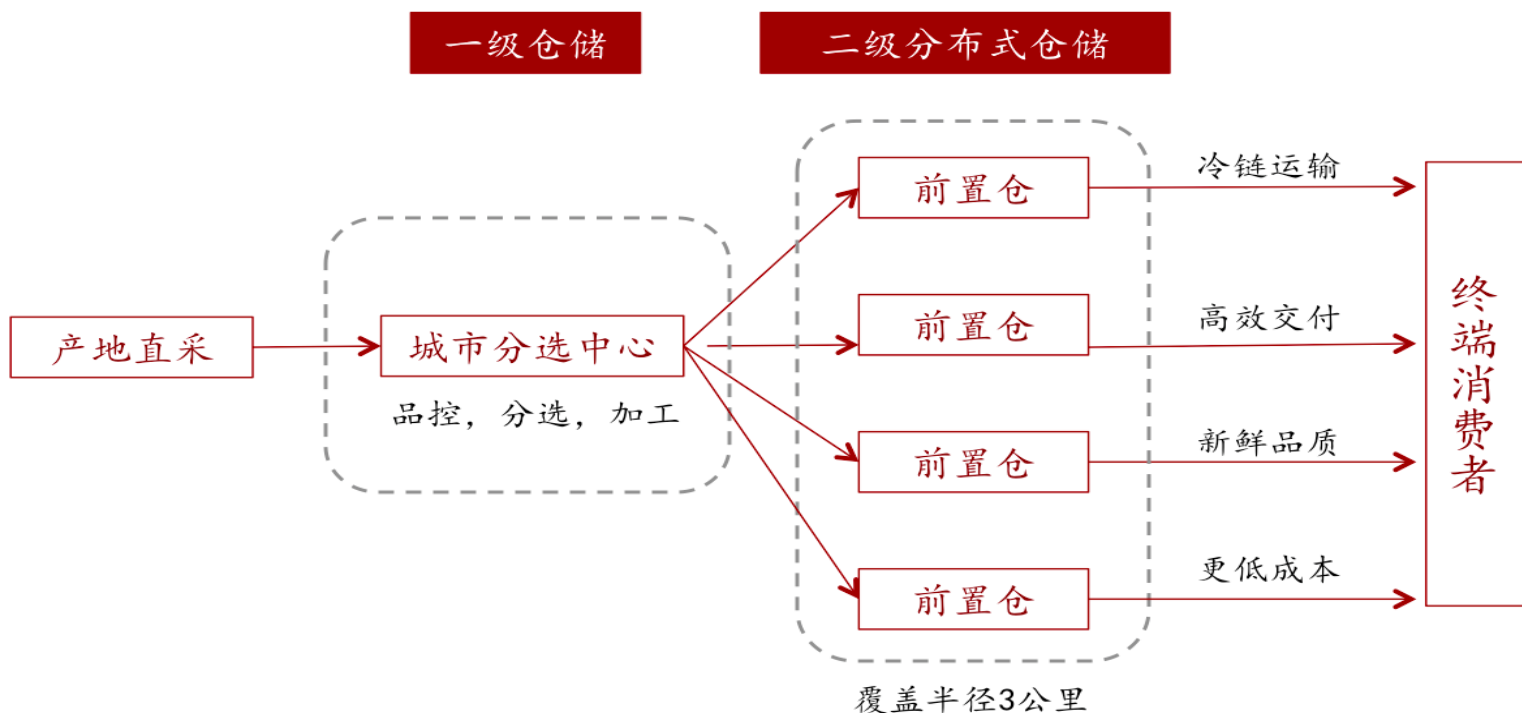 一级仓储
二级分布式仓储
产地直采
城市分选中心
品控，分选，加工
前置仓
冷链运输
前置仓
高效交付
前置仓
新鲜品质
前置仓
更低成本
终端消费者
覆盖半径3公里